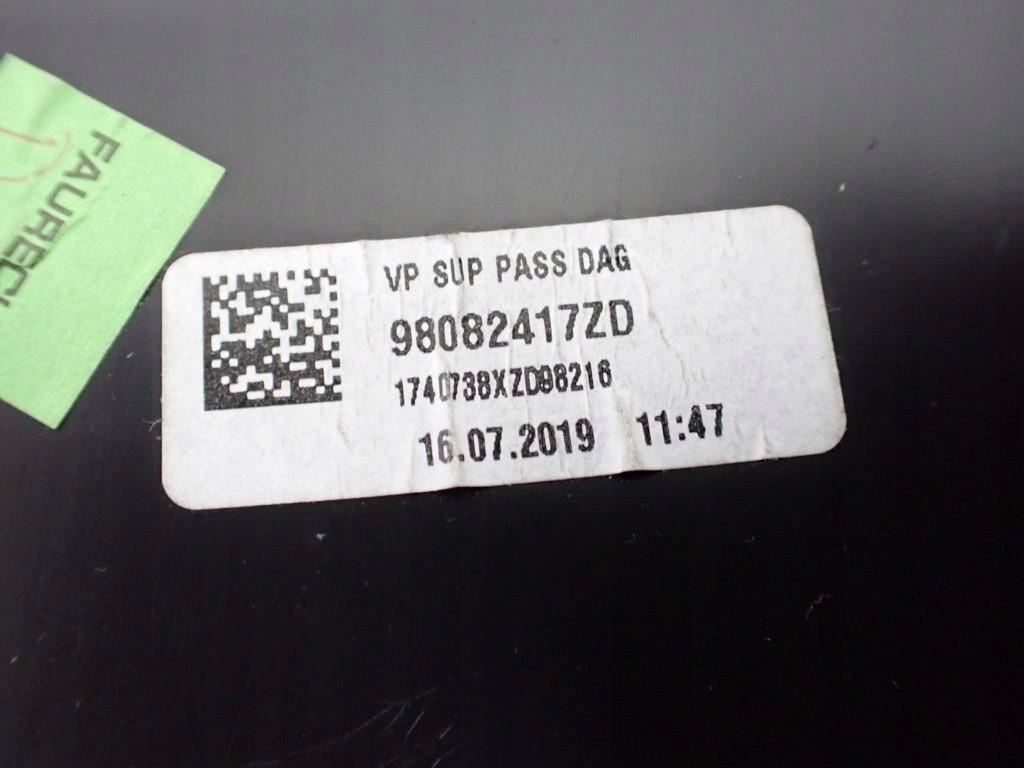 FAURECI
VP SUP PASS DAG
98082417ZD
1740738XZD98216
16.07.2019 11:47